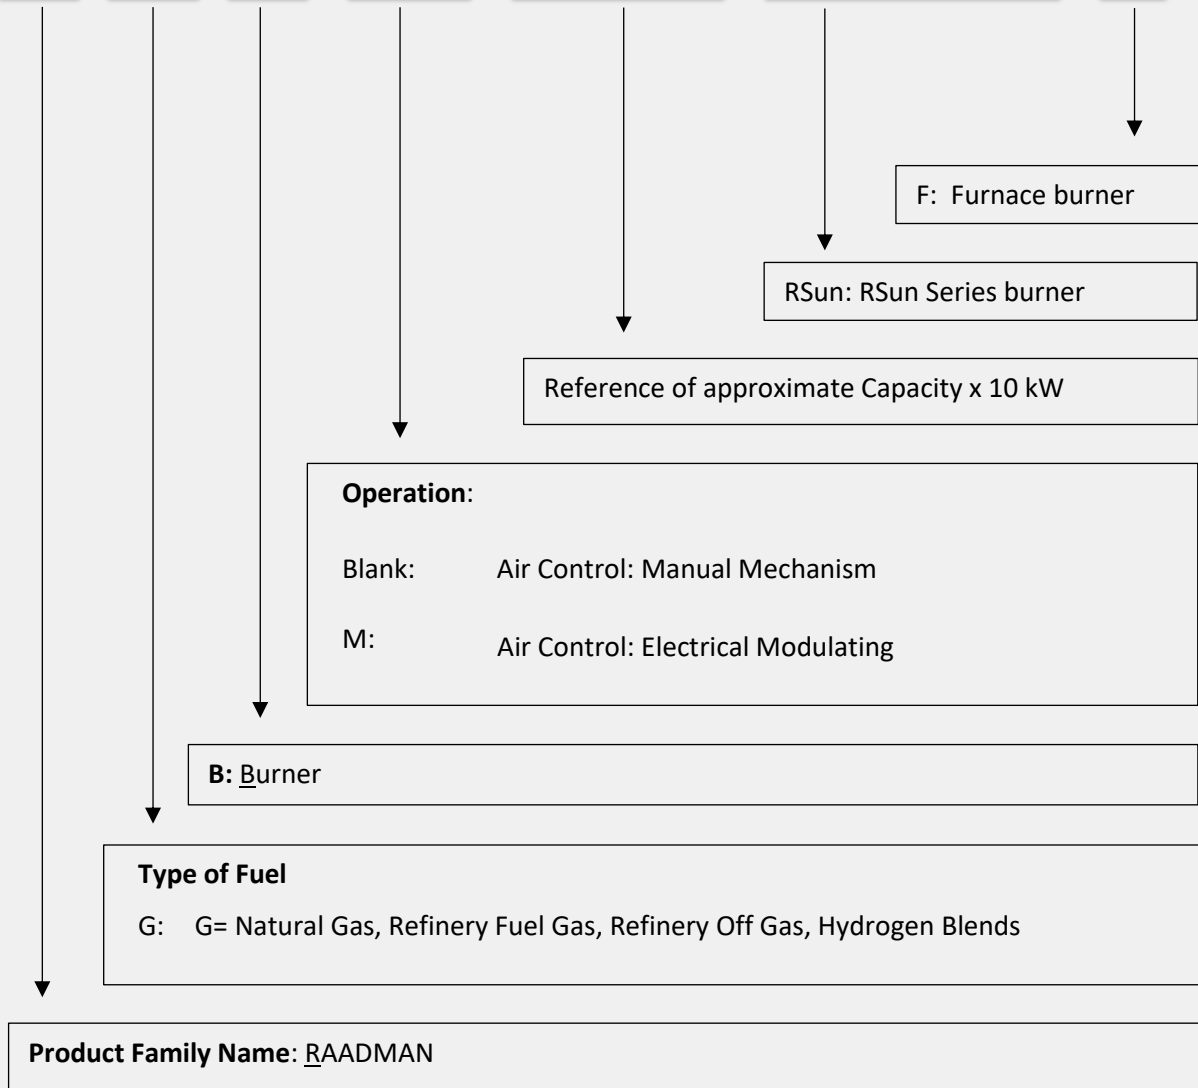 F: Furnace burner
RSun: RSun Series burner
Reference of approximate Capacity x 10 kW
Operation:
Blank: Air Control: Manual Mechanism
M: Air Control: Electrical Modulating
B: Burner
Type of Fuel
G: G= Natural Gas, Refinery Fuel Gas, Refinery Off Gas, Hydrogen Blends
Product Family Name: RAADMAN